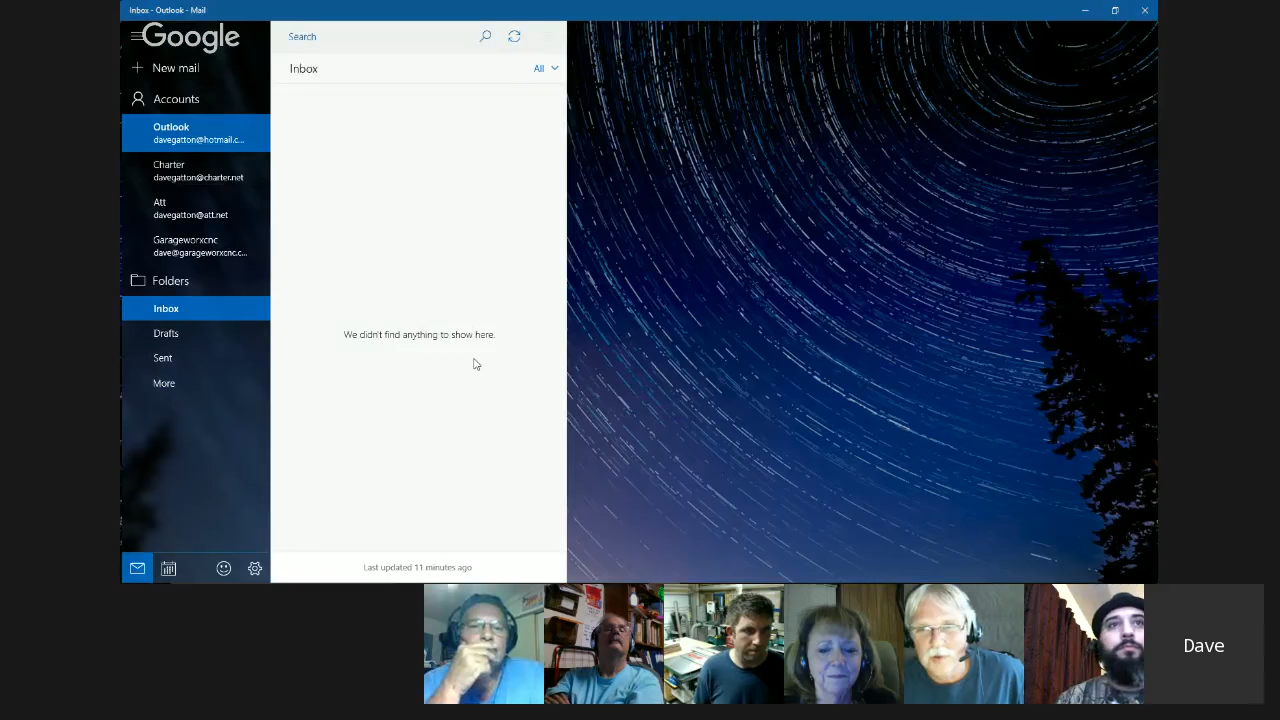 Inbox - Outlook - Mail
Google
New mail
Accounts
Outlook
davegatton@hotmail.c...
Charter
davegatton@charter.net
Att
davegatton@att.net
Garageworxcnc
dave@garageworxcnc.c...
Folders
Inbox
Drafts
Sent
More
Search
Inbox
All
We didn't find anything to show here.
Last updated 11 minutes ago
Dave